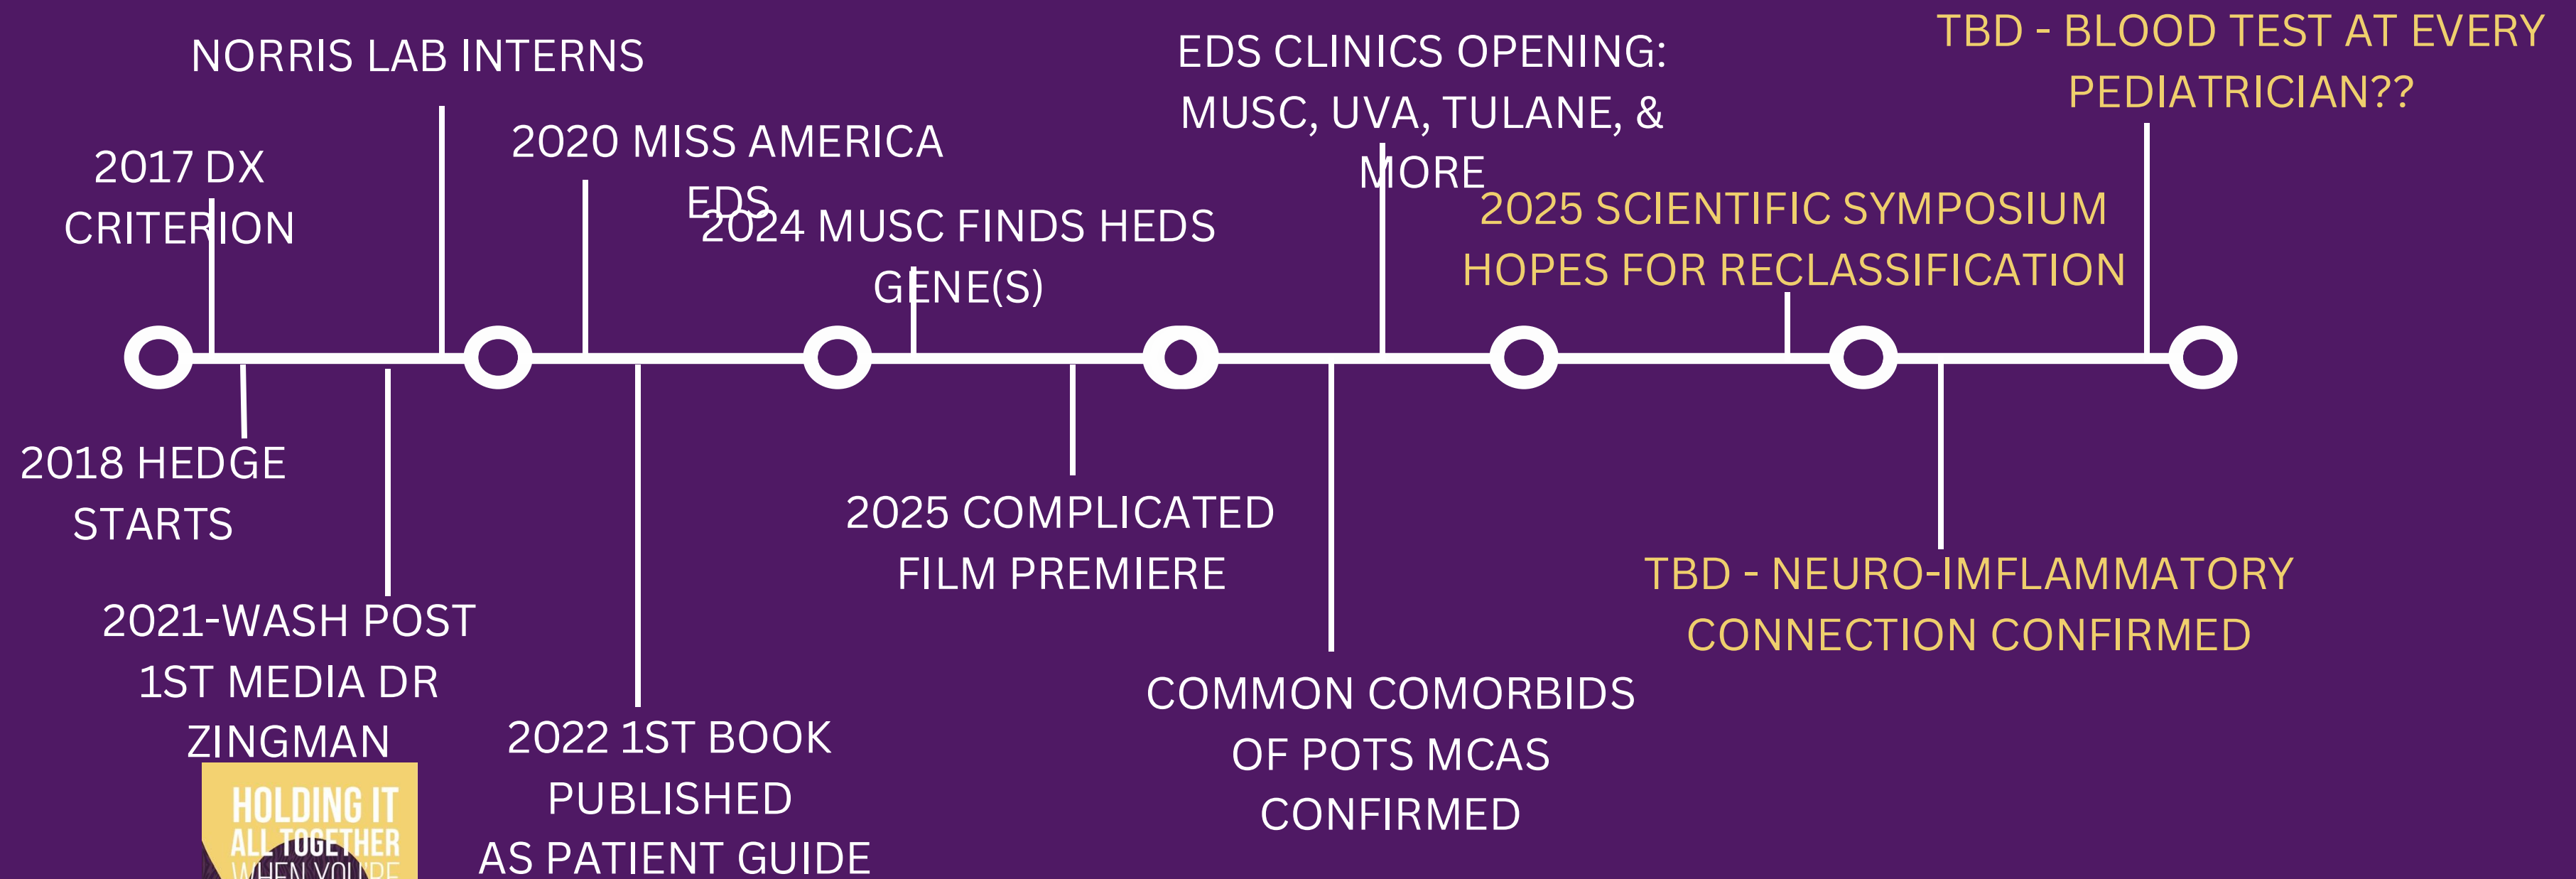 NORRIS LAB INTERNS
2017 DX
CRITERION
2020 MISS AMERICA
EDS
2024 MUSC FINDS HEDS
GENE(S)
EDS CLINICS OPENING:
MUSC, UVA, TULANE, &
MORE
2025 SCIENTIFIC SYMPOSIUM
HOPES FOR RECLASSIFICATION
TBD - BLOOD TEST AT EVERY
PEDIATRICIAN??
2018 HEDGE
STARTS
2021-WASH POST
1ST MEDIA DR
ZINGMAN
HOLDING IT
ALL TOGETHER
WHEN YOU'RE
2022 1ST BOOK
PUBLISHED
AS PATIENT GUIDE
2025 COMPLICATED
FILM PREMIERE
COMMON COMORBIDS
OF POTS MCAS
CONFIRMED
TBD - NEURO-IMFLAMMATORY
CONNECTION CONFIRMED